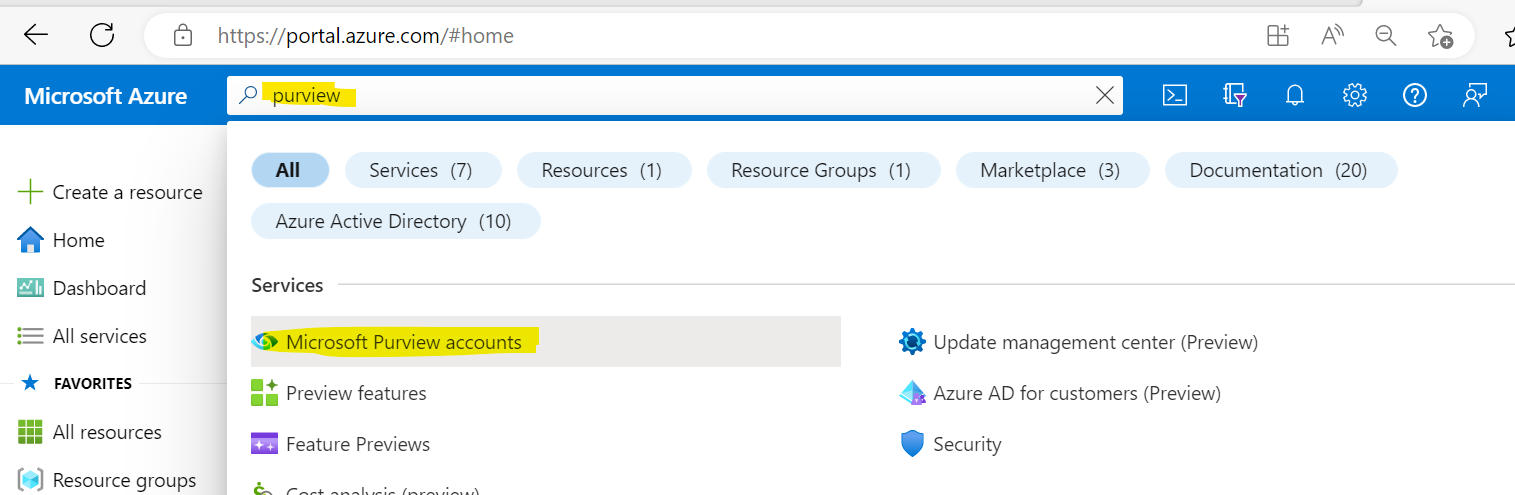 https://portal.azure.com/#home
Microsoft Azure
purview
All
Services (7)
Resources (1)
Resource Groups (1)
Marketplace (3)
Documentation (20)
Azure Active Directory (10)
Create a resource
Home
Dashboard
All services
FAVORITES
All resources
Resource groups
Services
Microsoft Purview accounts
Update management center (Preview)
Preview features
Azure AD for customers (Preview)
Feature Previews
Security
Cost analysis (preview)